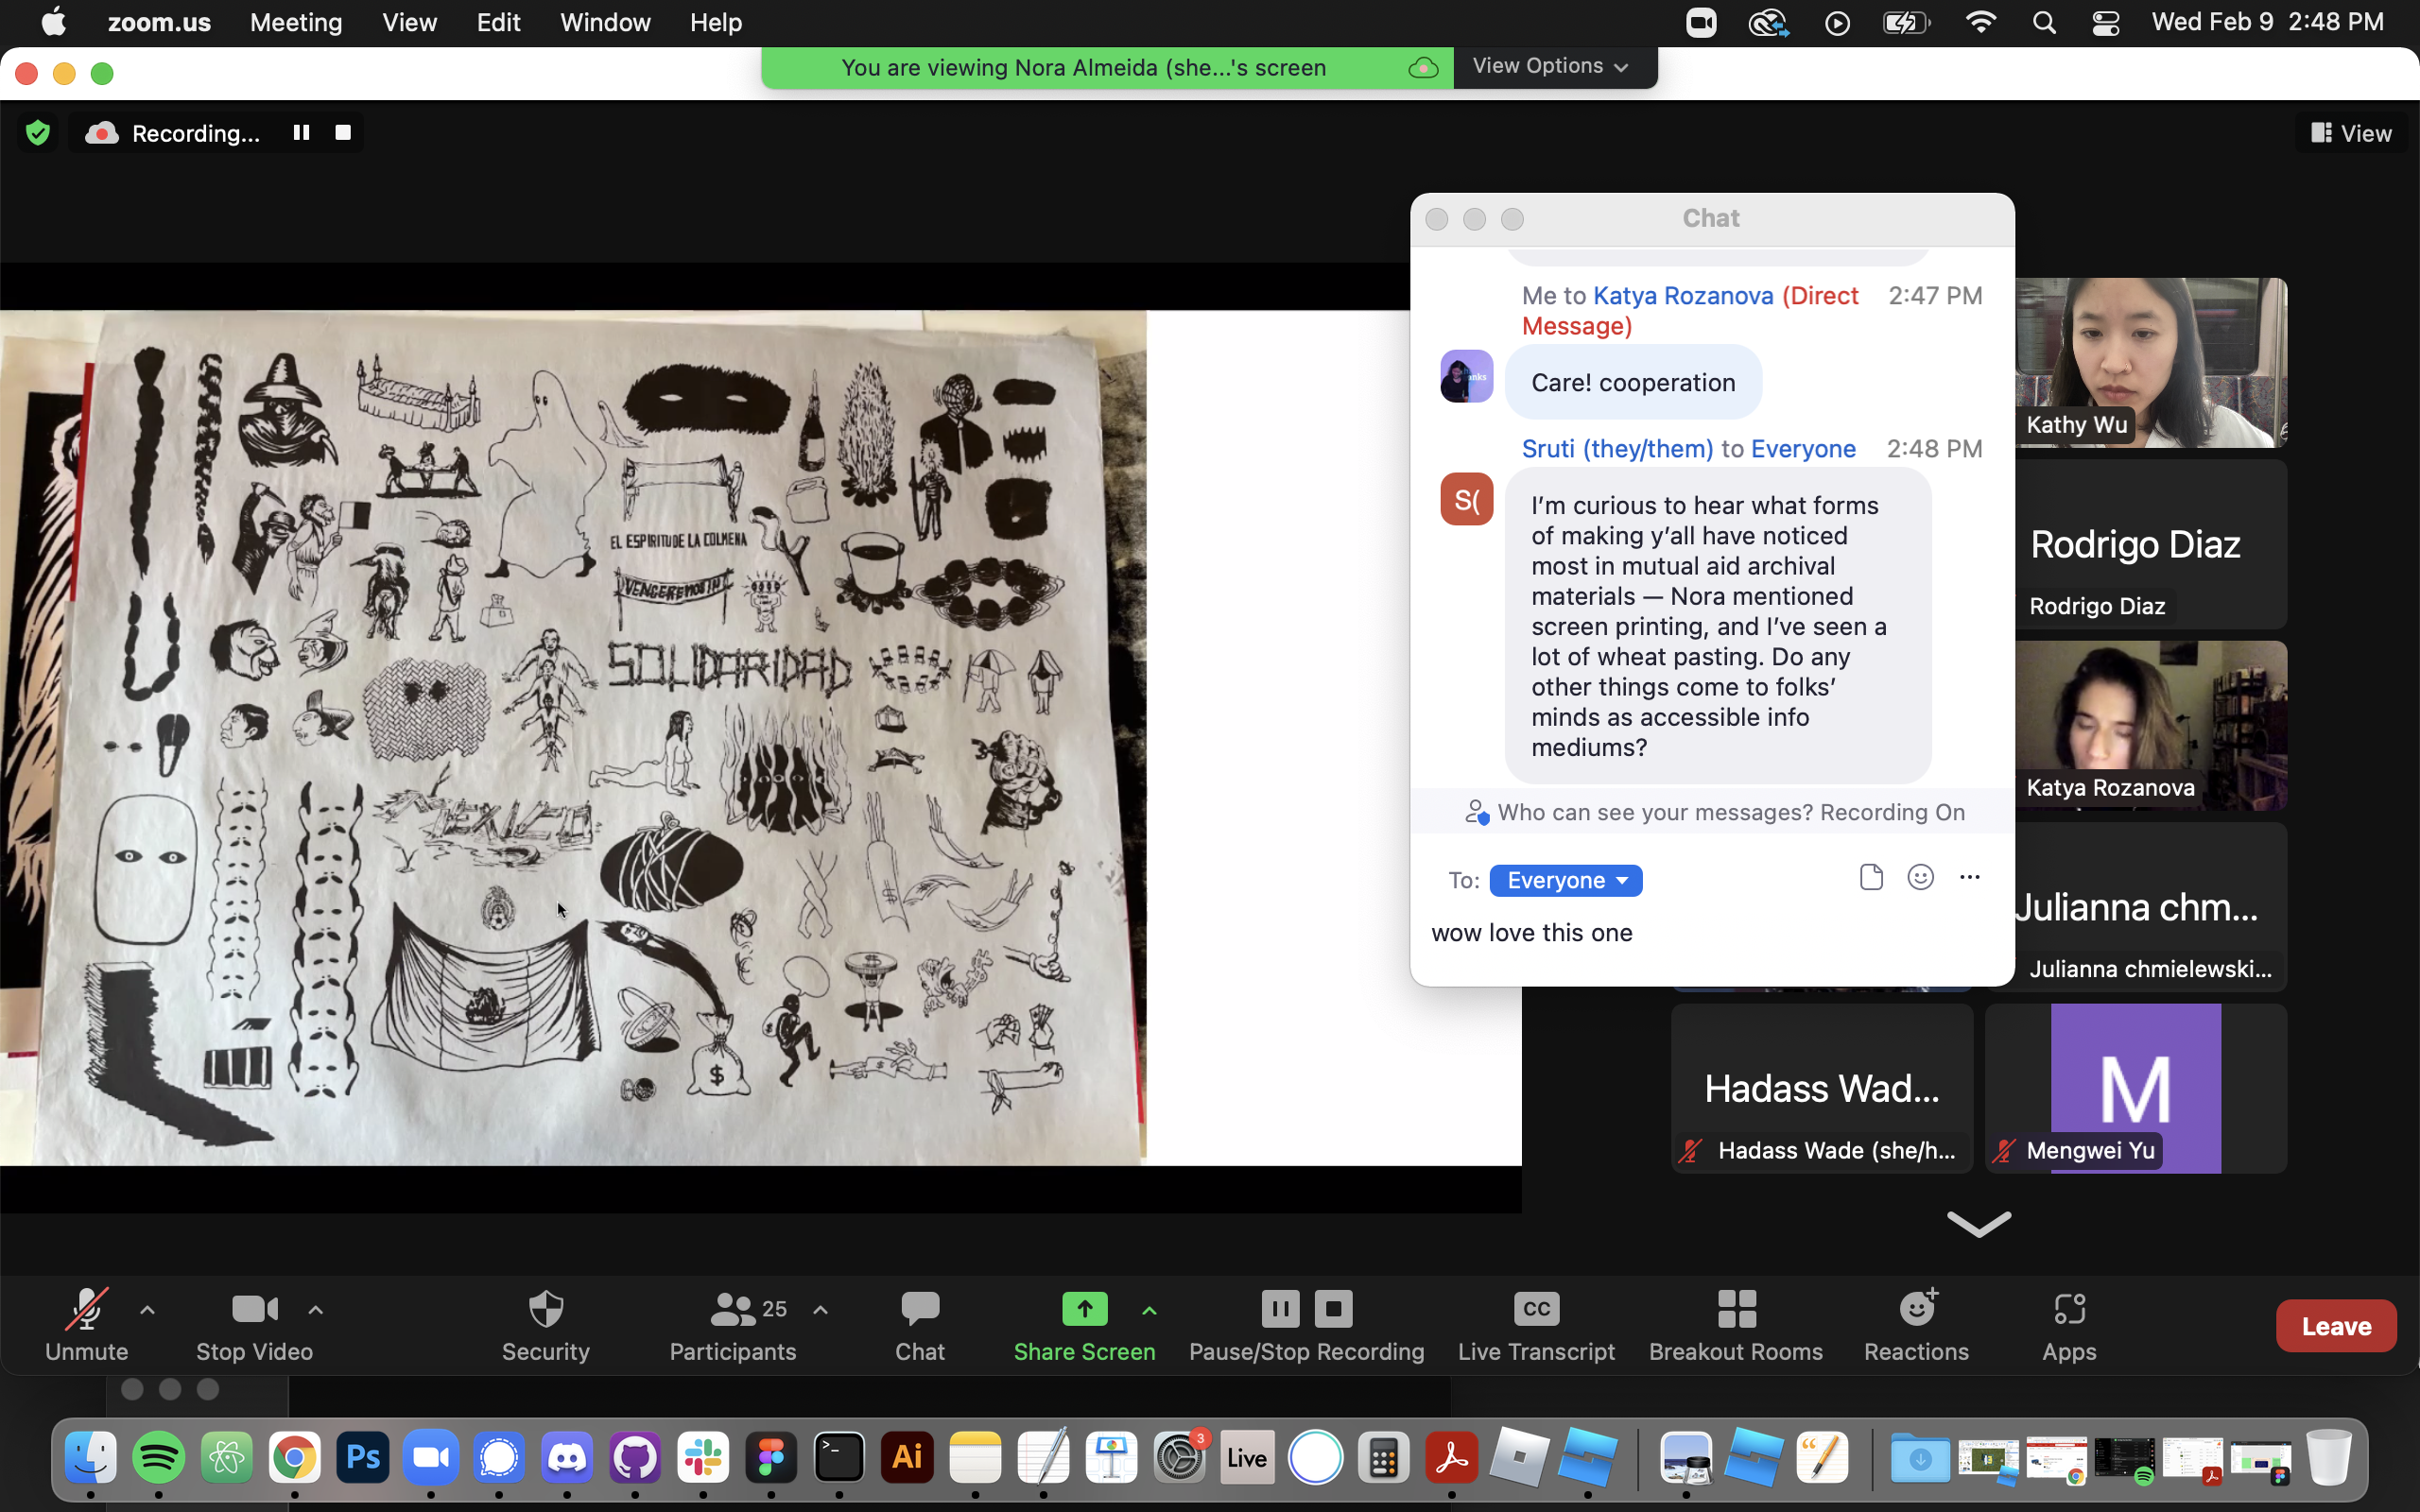 zoom.us Meeting View Edit Window Help
Wed Feb 9 2:48 PM
You are viewing Nora Almeida (she...'s screen
View Options
Recording...
View
Chat
Me to Katya Rozanova (Direct
Message)
2:47 PM
anks
Care! cooperation
Sruti (they/them) to Everyone
2:48 PM
S(
I'm curious to hear what forms
of making y'all have noticed
most in mutual aid archival
materials — Nora mentioned
screen printing, and I've seen a
lot of wheat pasting. Do any
other things come to folks'
minds as accessible info
mediums?
Who can see your messages? Recording On
To: Everyone
wow love this one
EL ESPIRITU DE LA COLMENA
¡VENCEREMOS!!!
SOLIDARIDAD
MEXICO
$
$
$
Kathy Wu
Rodrigo Diaz
Rodrigo Diaz
Katya Rozanova
Julianna chm...
Julianna chmielewski...
Hadass Wad...
Hadass Wade (she/h...
M
Mengwei Yu
25
CC
Unmute
Stop Video
Security
Participants
Chat
Share Screen
Pause/Stop Recording
Live Transcript
Breakout Rooms
Reactions
Apps
Leave
Ps
>_
Ai
3
Live